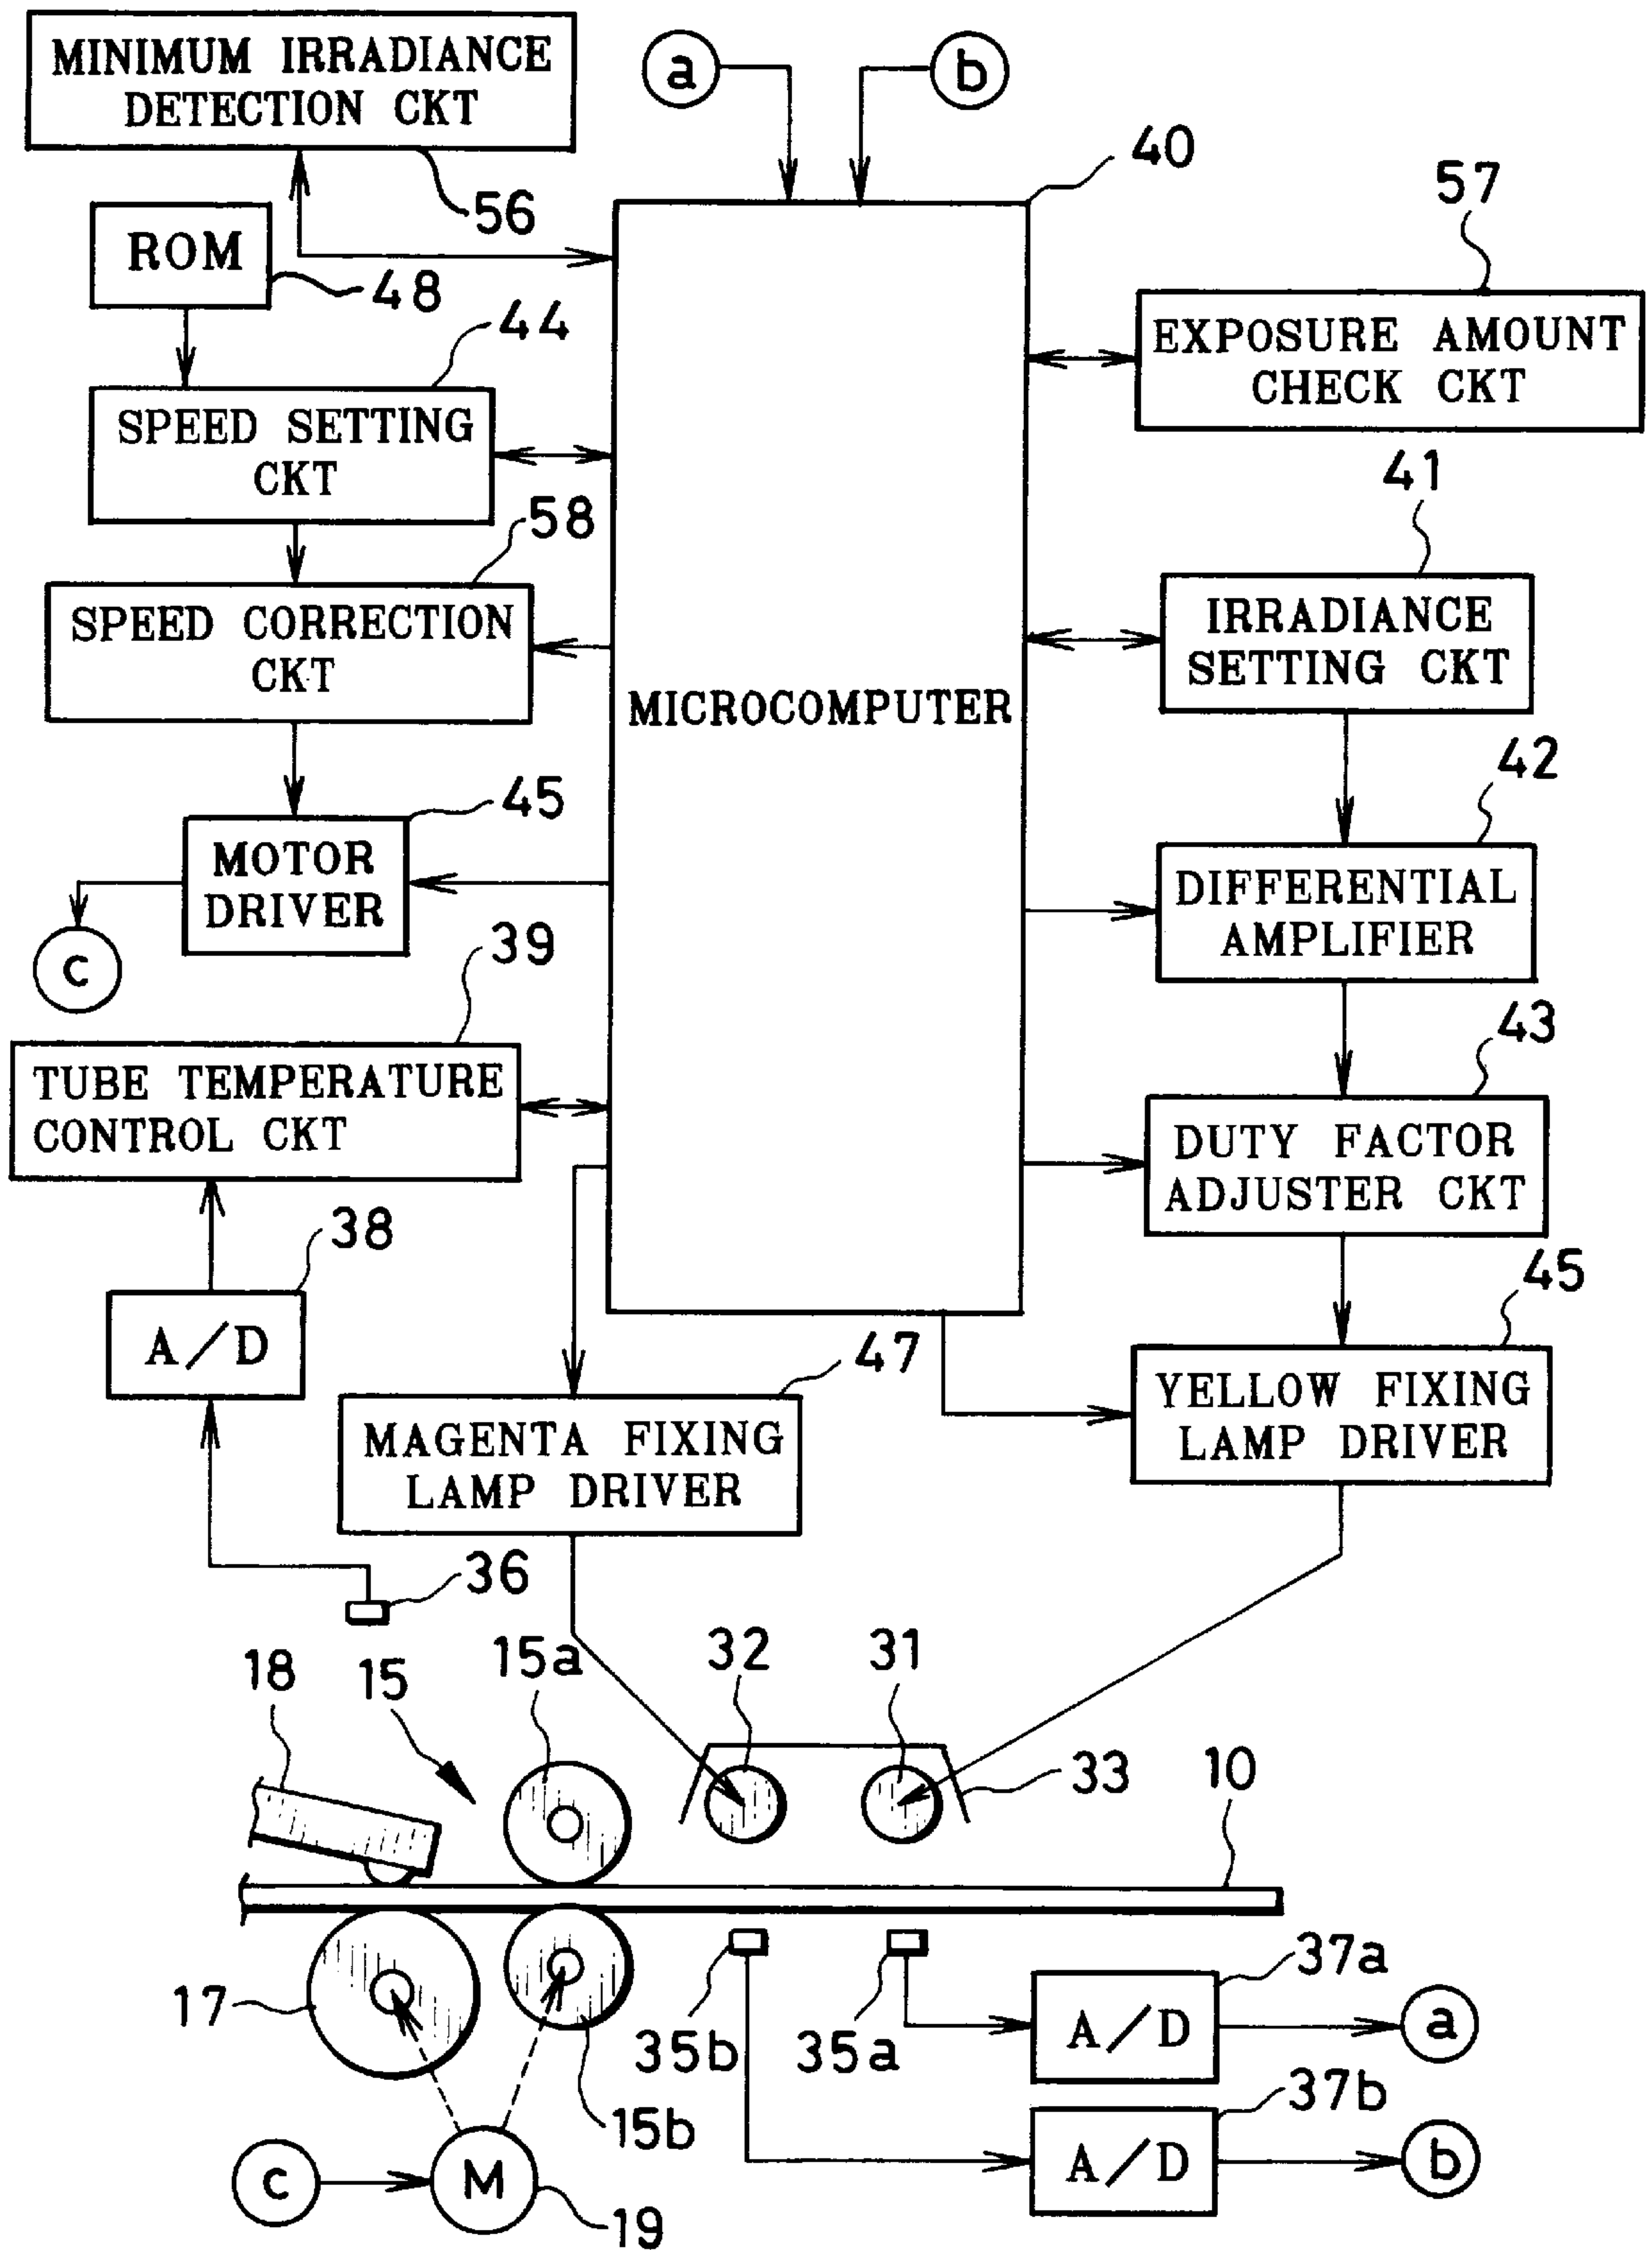 MINIMUM IRRADIANCE
DETECTION CKT
56
a
b
40
ROM
48
57
EXPOSURE AMOUNT
CHECK CKT
44
SPEED SETTING
CKT
41
IRRADIANCE
SETTING CKT
58
SPEED CORRECTION
CKT
MICROCOMPUTER
42
DIFFERENTIAL
AMPLIFIER
45
MOTOR
DRIVER
c
39
TUBE TEMPERATURE
CONTROL CKT
43
DUTY FACTOR
ADJUSTER CKT
38
A/D
45
YELLOW FIXING
LAMP DRIVER
47
MAGENTA FIXING
LAMP DRIVER
36
18
15
15a
32
31
33
10
17
35b
35a
37a
A/D
a
15b
37b
A/D
b
c
M
19